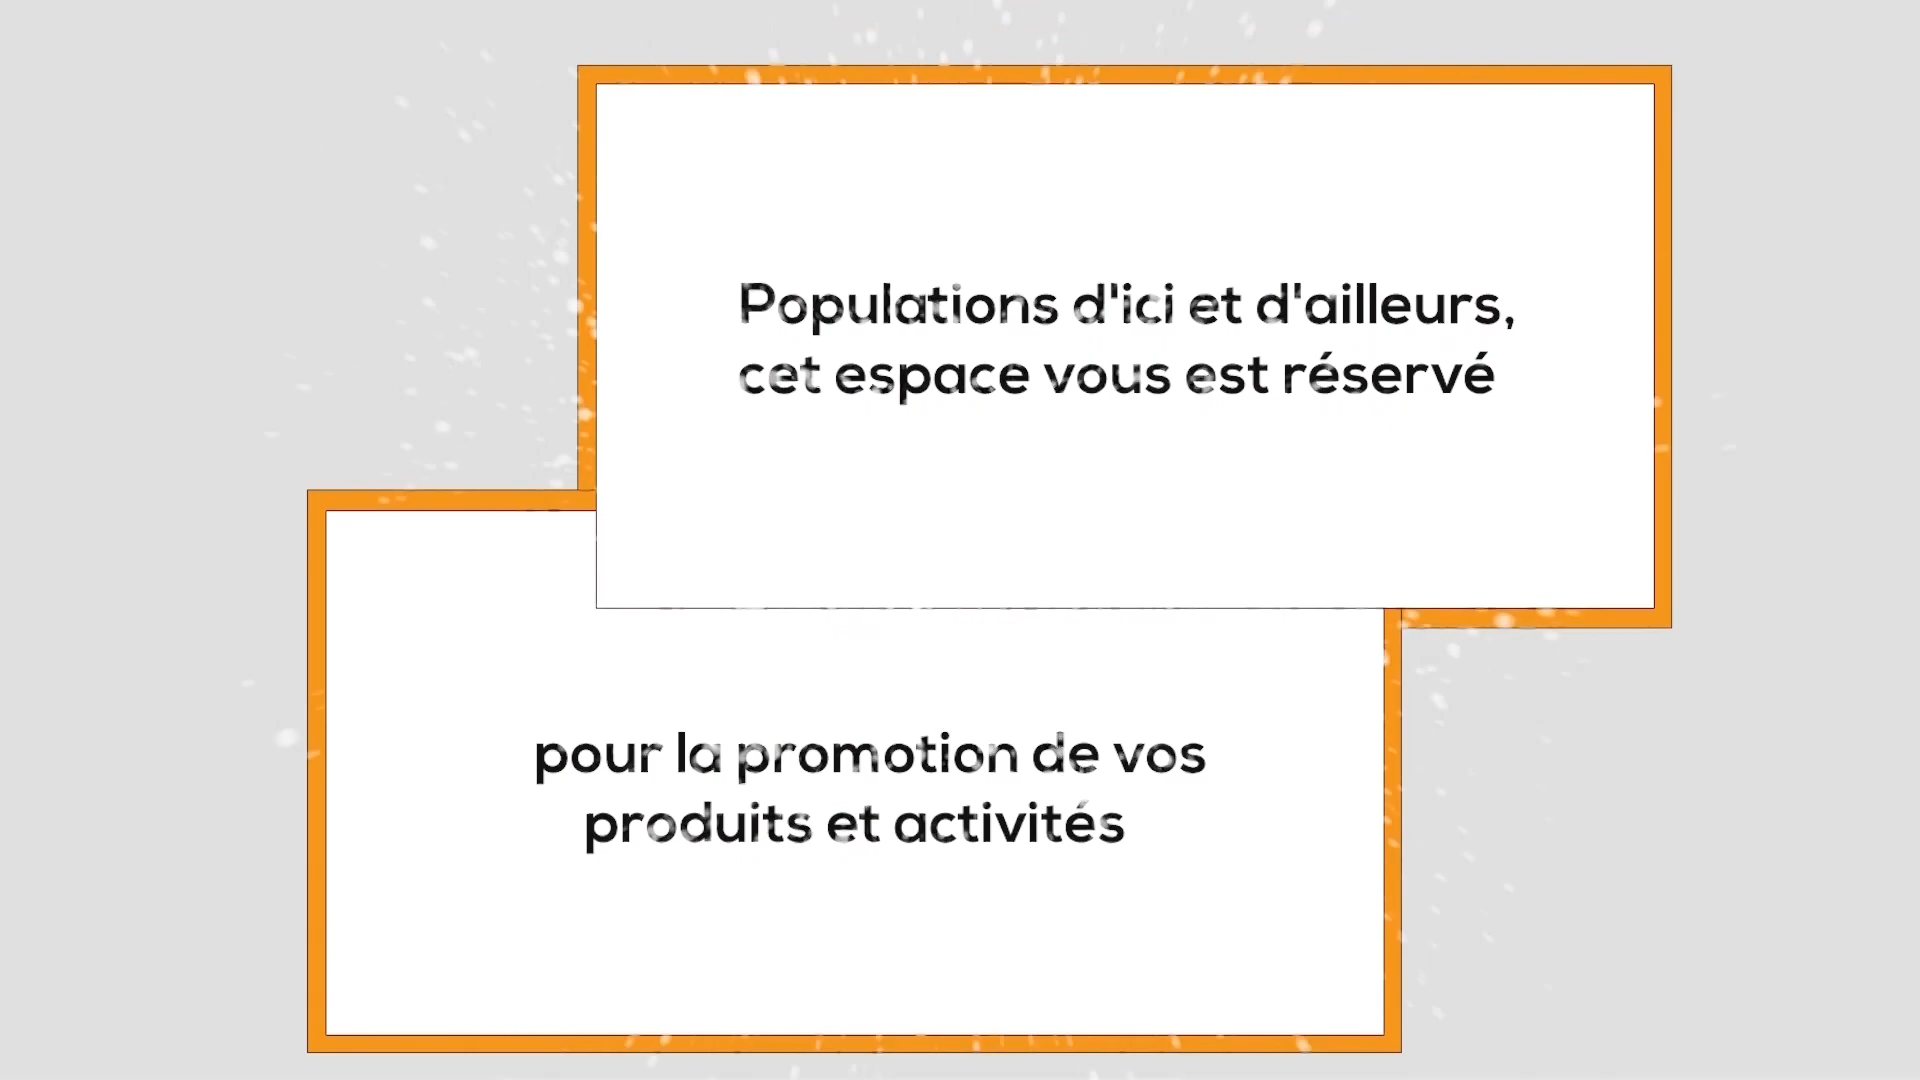 Populations d'ici et d'ailleurs,
cet espace vous est réservé
pour la promotion de vos
produits et activités